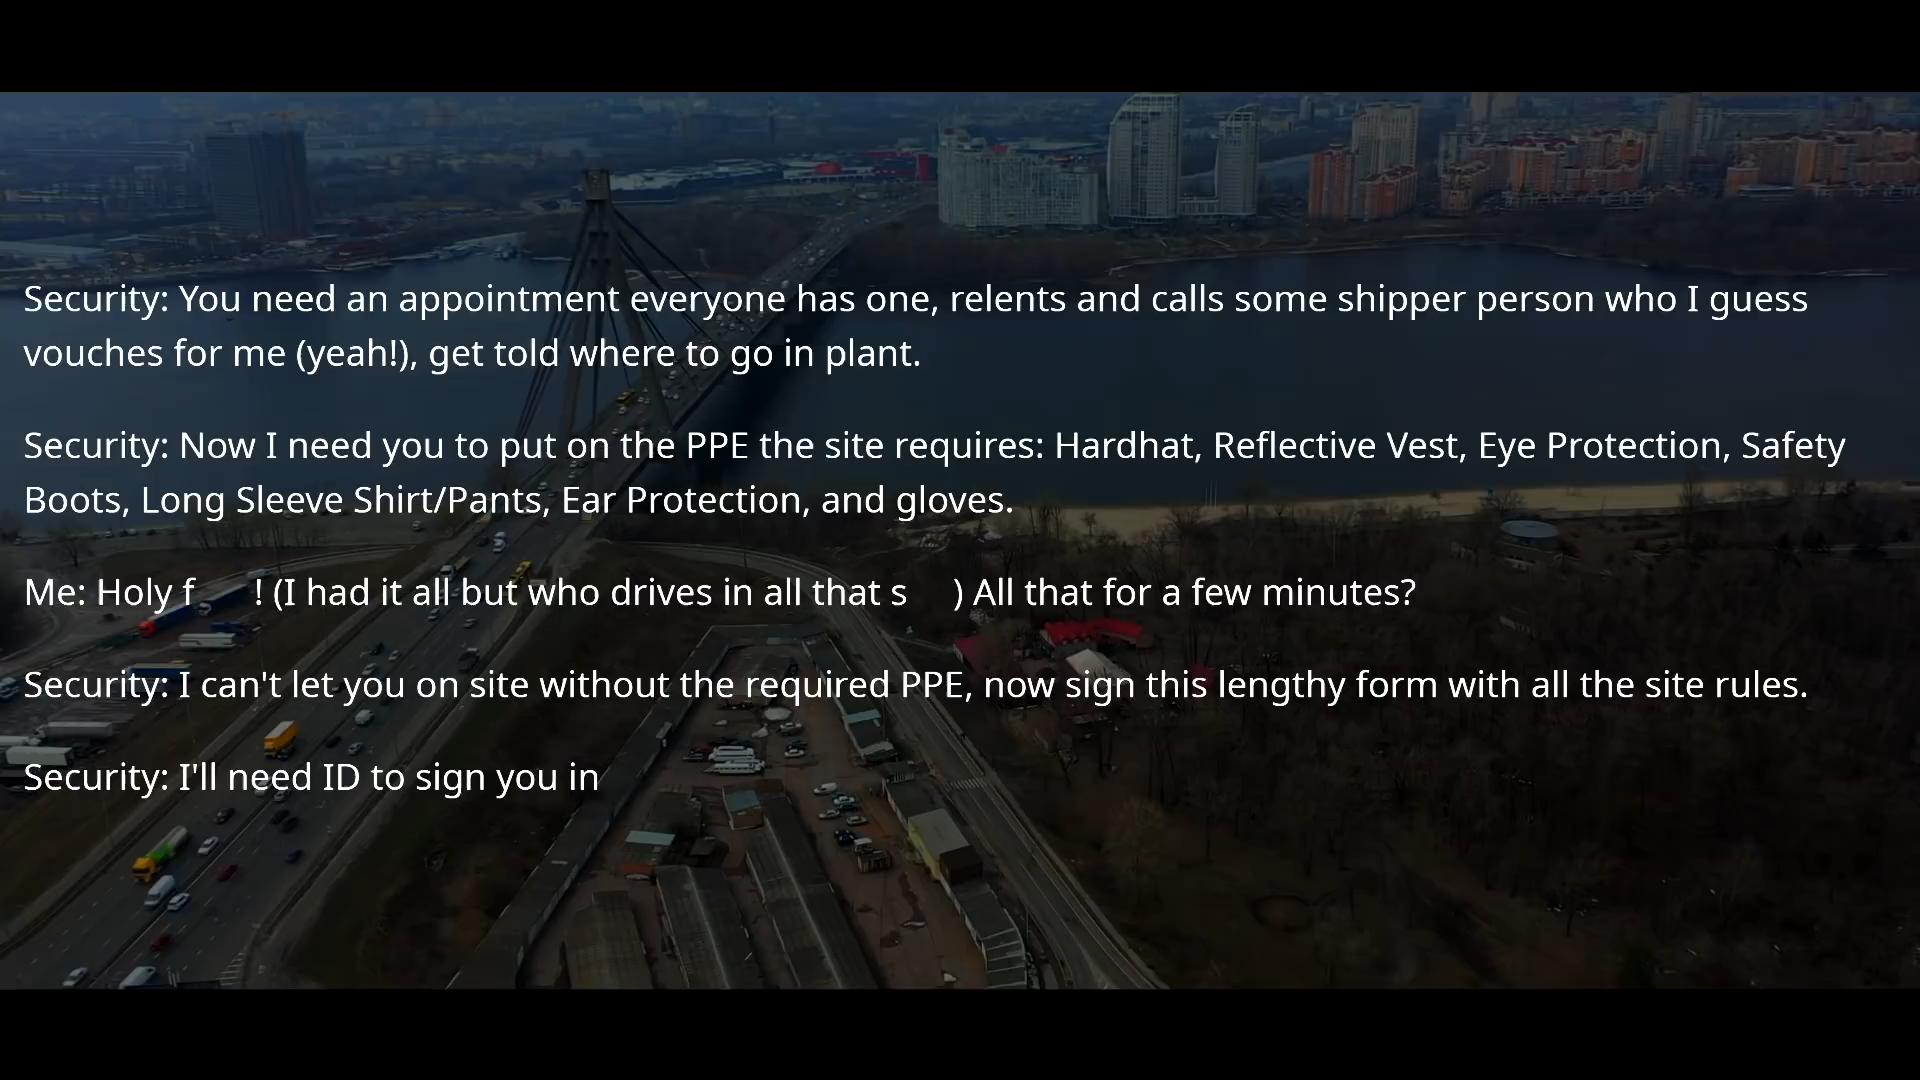 Security: You need an appointment everyone has one, relents and calls some shipper person who I guess
vouches for me (yeah!), get told where to go in plant.
Security: Now I need you to put on the PPE the site requires: Hardhat, Reflective Vest, Eye Protection, Safety
Boots, Long Sleeve Shirt/Pants, Ear Protection, and gloves.
Me: Holy f ! (I had it all but who drives in all that s ) All that for a few minutes?
Security: I can't let you on site without the required PPE, now sign this lengthy form with all the site rules.
Security: I'll need ID to sign you in